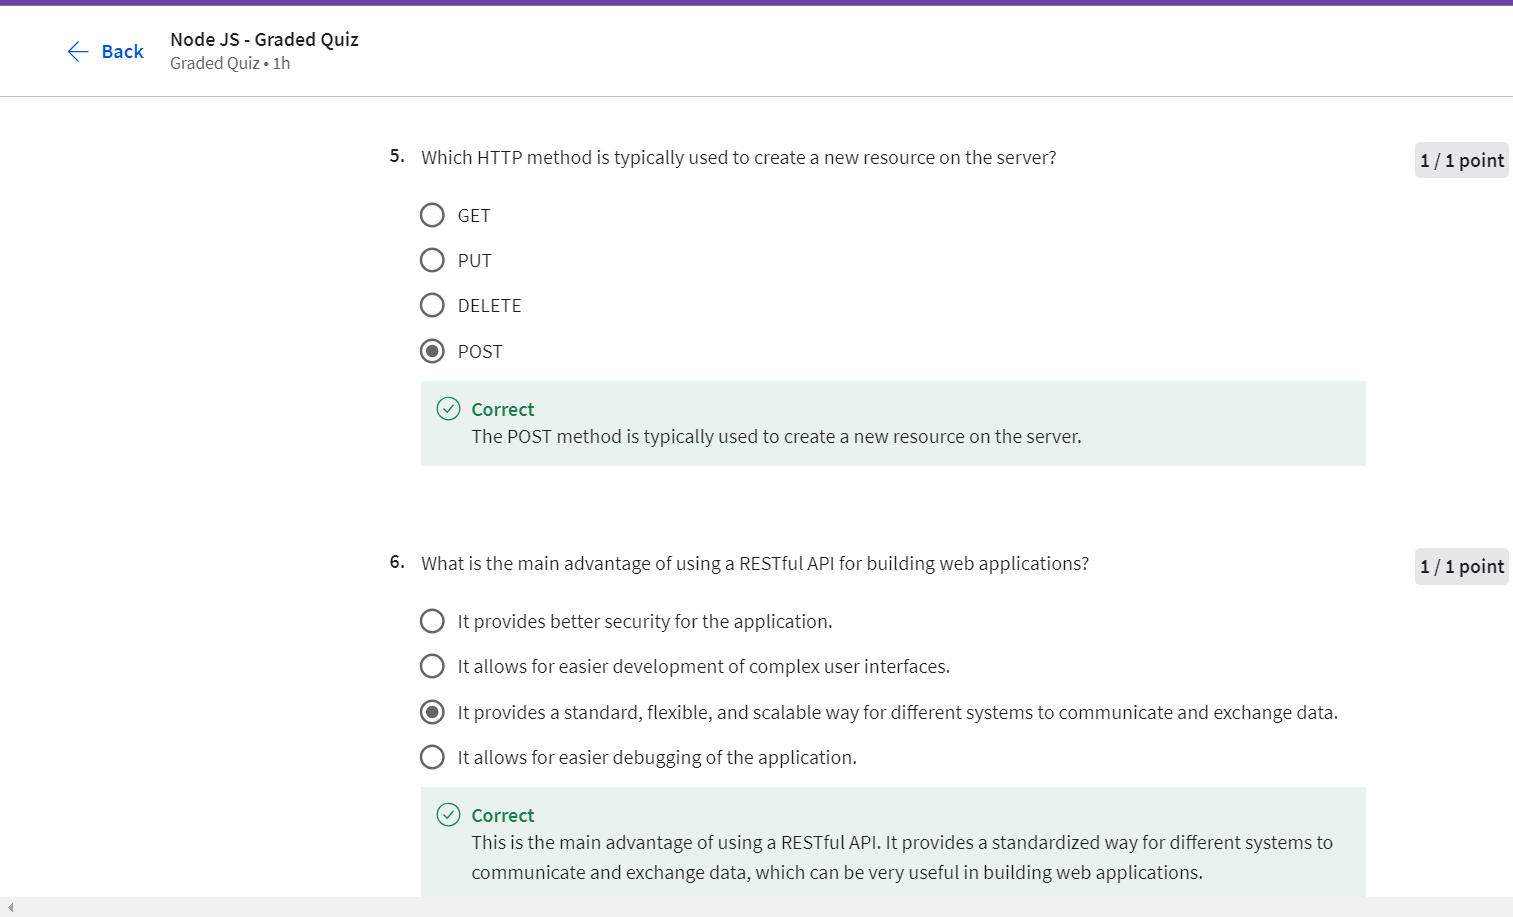 Back
Node JS - Graded Quiz
Graded Quiz • 1h
5. Which HTTP method is typically used to create a new resource on the server?
1 / 1 point
GET
PUT
DELETE
POST
Correct
The POST method is typically used to create a new resource on the server.
6. What is the main advantage of using a RESTful API for building web applications?
1 / 1 point
It provides better security for the application.
It allows for easier development of complex user interfaces.
It provides a standard, flexible, and scalable way for different systems to communicate and exchange data.
It allows for easier debugging of the application.
Correct
This is the main advantage of using a RESTful API. It provides a standardized way for different systems to
communicate and exchange data, which can be very useful in building web applications.